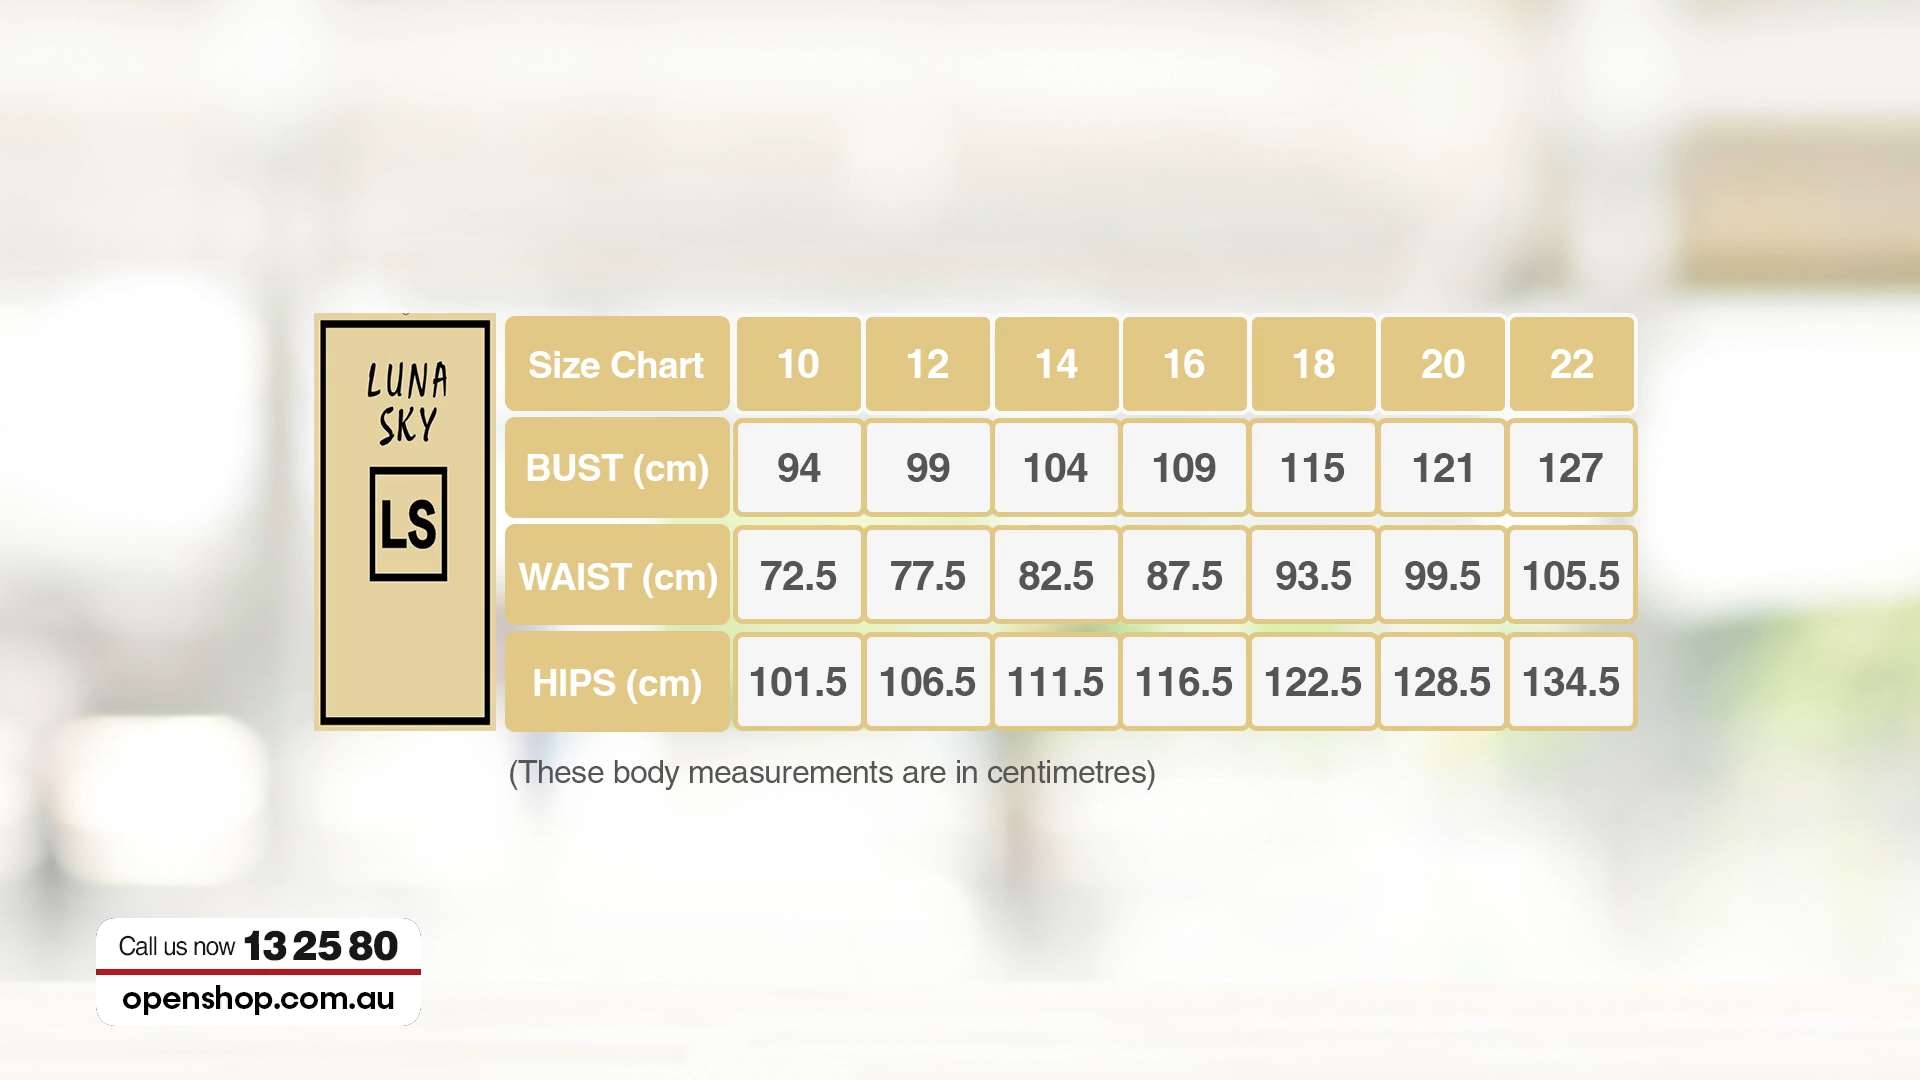 LUNA
SKY
LS
Size Chart 10 12 14 16 18 20 22
BUST (cm) 94 99 104 109 115 121 127
WAIST (cm) 72.5 77.5 82.5 87.5 93.5 99.5 105.5
HIPS (cm) 101.5 106.5 111.5 116.5 122.5 128.5 134.5
(These body measurements are in centimetres)
Call us now 13 25 80
openshop.com.au